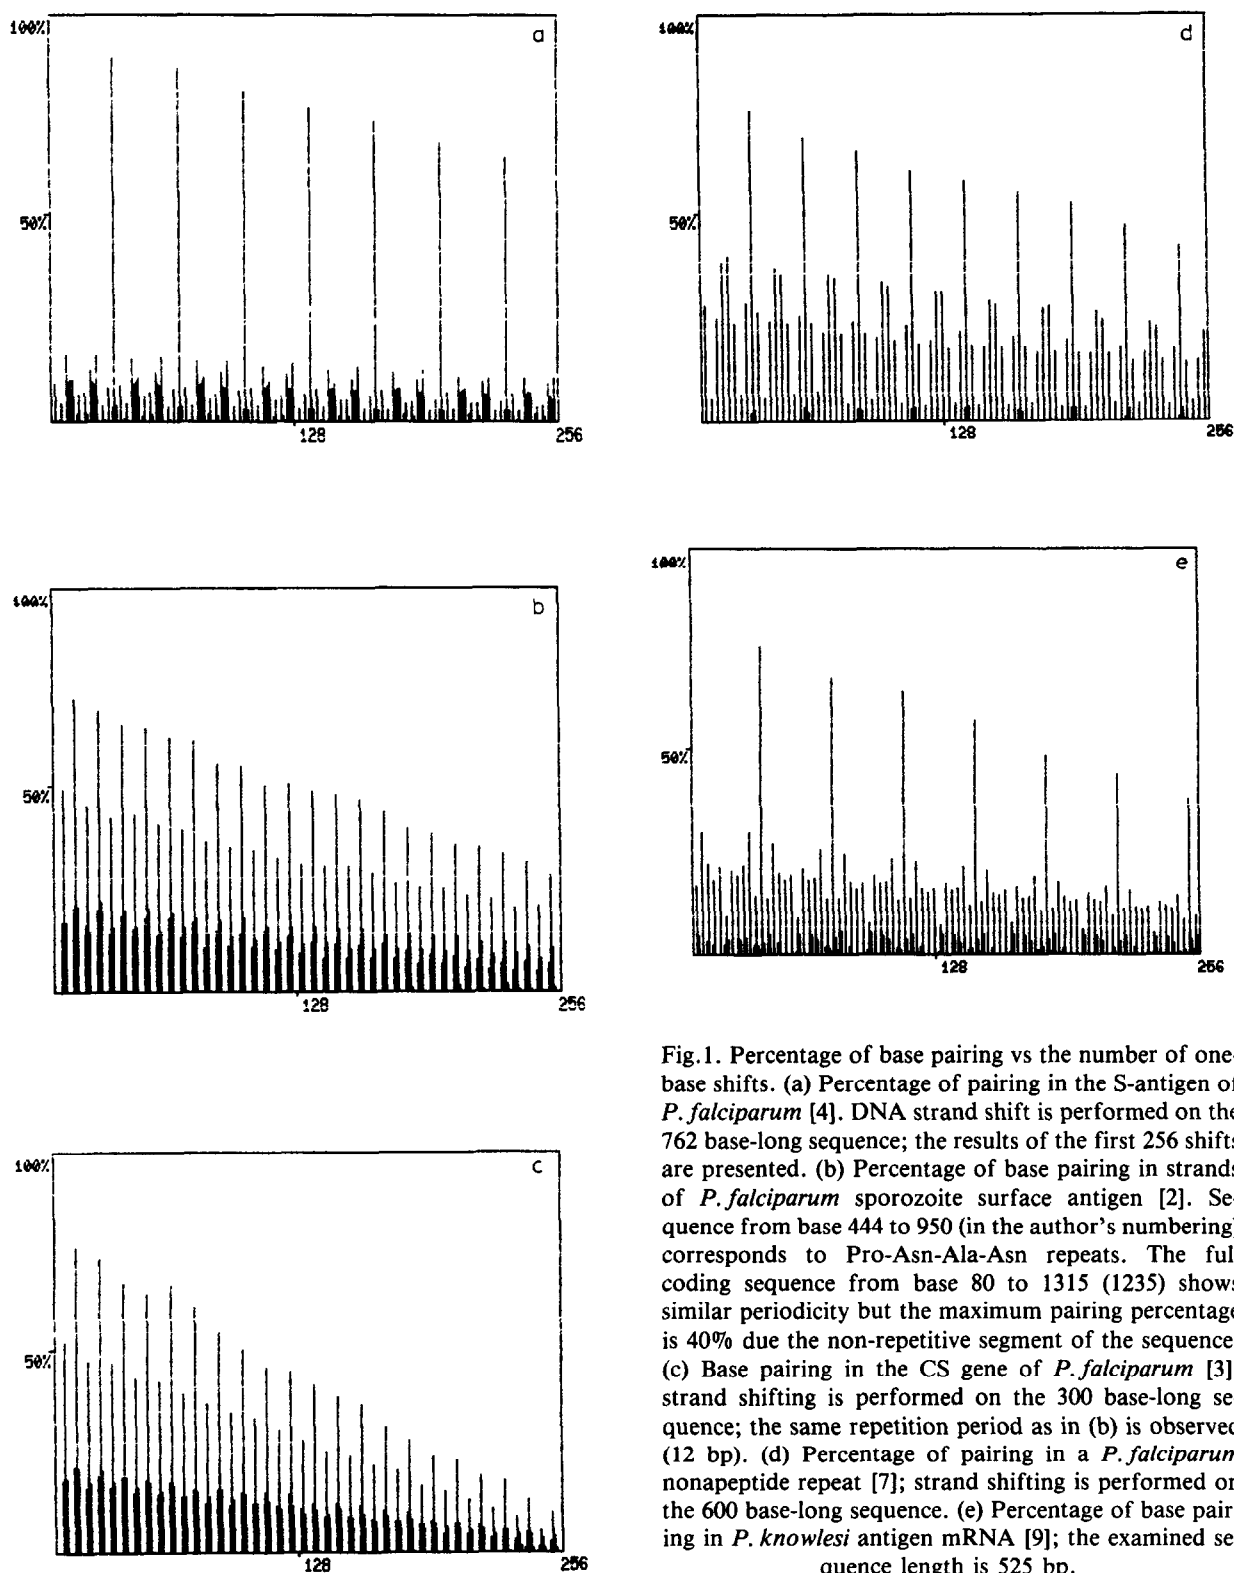 100%
a
50%
128
256
100%
d
50%
128
256
100%
b
50%
128
256
100%
e
50%
128
256
100%
c
50%
128
256
Fig.1. Percentage of base pairing vs the number of one-
base shifts. (a) Percentage of pairing in the S-antigen of
P. falciparum [4]. DNA strand shift is performed on the
762 base-long sequence; the results of the first 256 shifts
are presented. (b) Percentage of base pairing in strands
of P. falciparum sporozoite surface antigen [2]. Se-
quence from base 444 to 950 (in the author's numbering)
corresponds to Pro-Asn-Ala-Asn repeats. The ful
coding sequence from base 80 to 1315 (1235) shows
similar periodicity but the maximum pairing percentage
is 40% due the non-repetitive segment of the sequence
(c) Base pairing in the CS gene of P. falciparum [3]
strand shifting is performed on the 300 base-long se-
quence; the same repetition period as in (b) is observed
(12 bp). (d) Percentage of pairing in a P. falciparum
nonapeptide repeat [7]; strand shifting is performed on
the 600 base-long sequence. (e) Percentage of base pair
ing in P. knowlesi antigen mRNA [9]; the examined se
quence length is 525 bp.